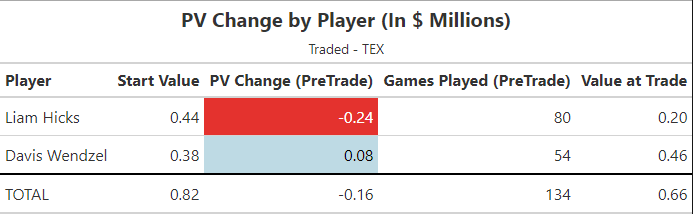 PV Change by Player (In $ Millions)
Traded - TEX
Player Start Value PV Change (PreTrade) Games Played (PreTrade) Value at Trade
Liam Hicks 0.44 -0.24 80 0.20
Davis Wendzel 0.38 0.08 54 0.46
TOTAL 0.82 -0.16 134 0.66